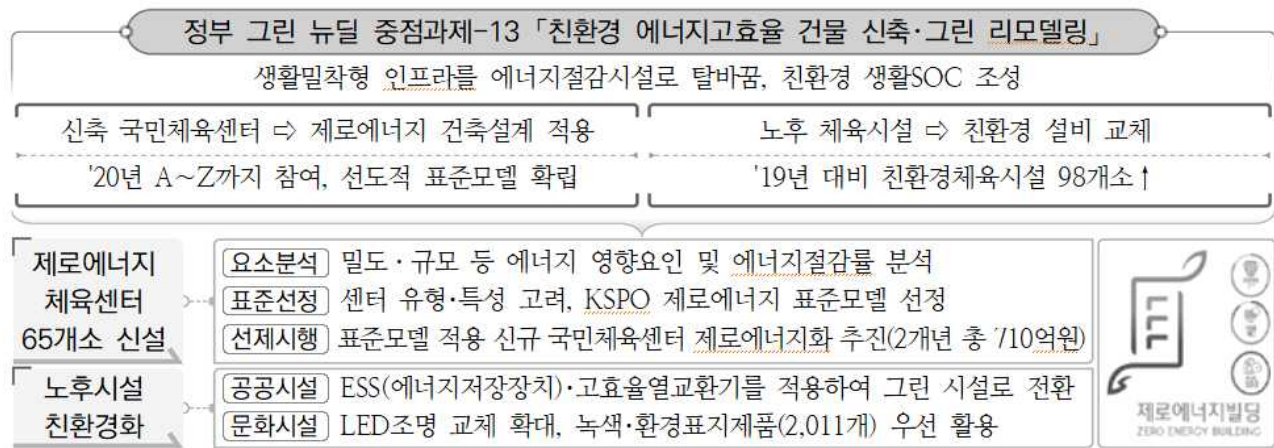 정부 그린 뉴딜 중점과제-13 「친환경 에너지고효율 건물 신축·그린 리모델링」
생활밀착형 인프라를 에너지절감시설로 탈바꿈, 친환경 생활SOC 조성
신축 국민체육센터 ⇨ 제로에너지 건축설계 적용
'20년 A～Z까지 참여, 선도적 표준모델 확립
노후 체육시설 ⇨ 친환경 설비 교체
'19년 대비 친환경체육시설 98개소↑
제로에너지
체육센터
65개소 신설
요소분석 밀도·규모 등 에너지 영향요인 및 에너지절감률 분석
표준선정 센터 유형·특성 고려, KSPO 제로에너지 표준모델 선정
선제시행 표준모델 적용 신규 국민체육센터 제로에너지화 추진(2개년 총 710억원)
노후시설
친환경화
공공시설 ESS(에너지저장장치)·고효율열교환기를 적용하여 그린 시설로 전환
문화시설 LED조명 교체 확대, 녹색·환경표지제품(2,011개) 우선 활용
제로에너지빌딩
ZERO ENERGY BUILDING